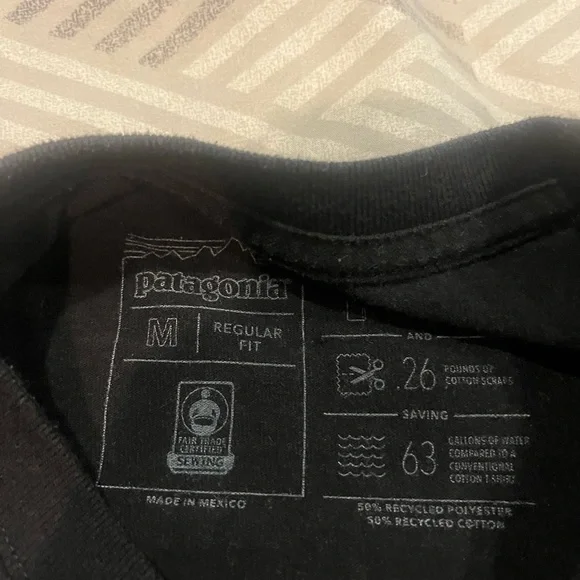 patagonia
M
REGULAR
FIT
FAIR TRADE
CERTIFIED
SEWING
MADE IN MEXICO
AND
.26
POUNDS OF
COTTON SCRAPS
SAVING
63
GALLONS OF WATER
COMPARED TO A
CONVENTIONAL
COTTON T-SHIRT
50% RECYCLED POLYESTER
50% RECYCLED COTTON